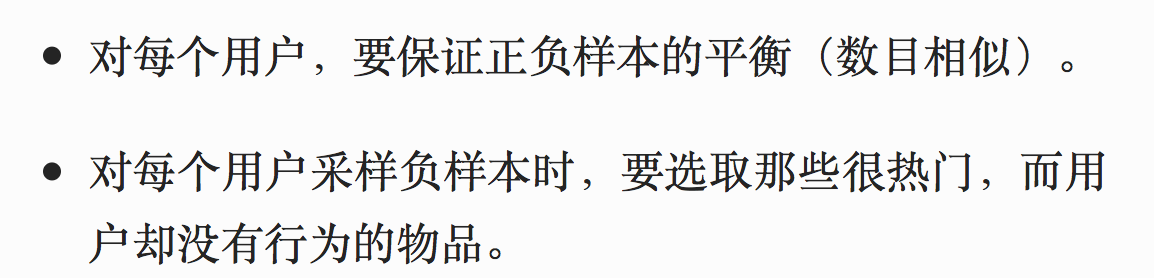 • 对每个用户，要保证正负样本的平衡（数目相似）。
• 对每个用户采样负样本时，要选取那些很热门，而用
户却没有行为的物品。